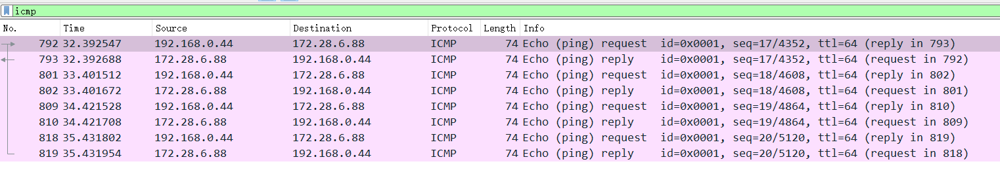 icmp
No. Time Source Destination Protocol Length Info
792 32.392547 192.168.0.44 172.28.6.88 ICMP 74 Echo (ping) request id=0x0001, seq=17/4352, ttl=64 (reply in 793)
793 32.392688 172.28.6.88 192.168.0.44 ICMP 74 Echo (ping) reply id=0x0001, seq=17/4352, ttl=64 (request in 792)
801 33.401512 192.168.0.44 172.28.6.88 ICMP 74 Echo (ping) request id=0x0001, seq=18/4608, ttl=64 (reply in 802)
802 33.401672 172.28.6.88 192.168.0.44 ICMP 74 Echo (ping) reply id=0x0001, seq=18/4608, ttl=64 (request in 801)
809 34.421528 192.168.0.44 172.28.6.88 ICMP 74 Echo (ping) request id=0x0001, seq=19/4864, ttl=64 (reply in 810)
810 34.421708 172.28.6.88 192.168.0.44 ICMP 74 Echo (ping) reply id=0x0001, seq=19/4864, ttl=64 (request in 809)
818 35.431802 192.168.0.44 172.28.6.88 ICMP 74 Echo (ping) request id=0x0001, seq=20/5120, ttl=64 (reply in 819)
819 35.431954 172.28.6.88 192.168.0.44 ICMP 74 Echo (ping) reply id=0x0001, seq=20/5120, ttl=64 (request in 818)